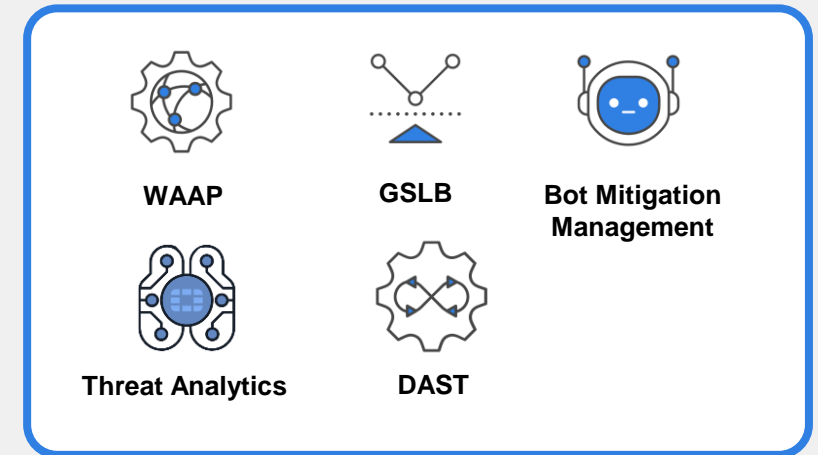 WAAP
GSLB
Bot Mitigation
Management
Threat Analytics
DAST